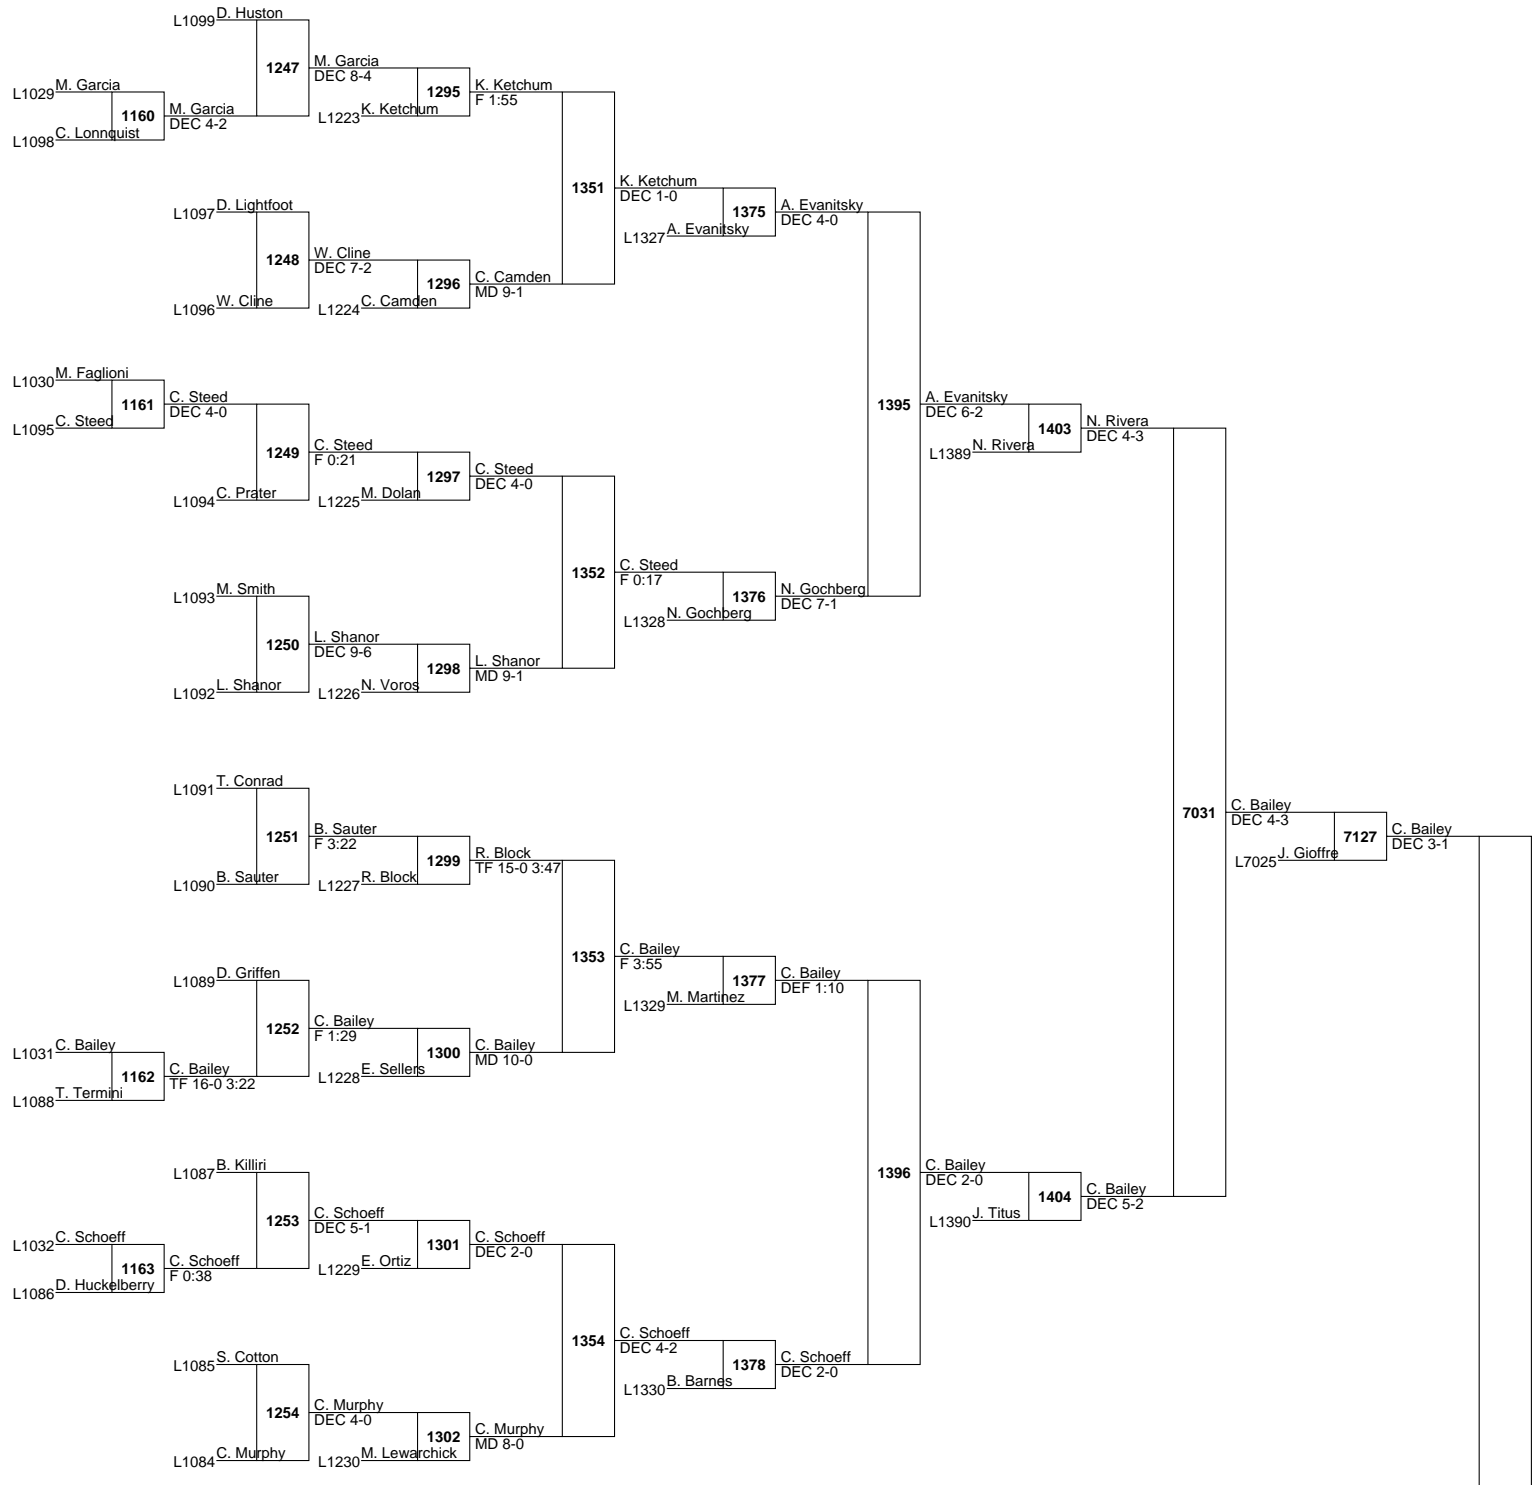 L1099 D. Huston
1247
M. Garcia
DEC 8-4
1295
K. Ketchum
F 1:55
L1029 M. Garcia
1160
M. Garcia
DEC 4-2
L1223 K. Ketchum
L1098 C. Lonnquist
1351
K. Ketchum
DEC 1-0
1375
A. Evanitsky
DEC 4-0
L1327 A. Evanitsky
L1097 D. Lightfoot
1248
W. Cline
DEC 7-2
1296
C. Camden
MD 9-1
L1096 W. Cline
L1224 C. Camden
L1030 M. Faglioni
1161
C. Steed
DEC 4-0
L1095 C. Steed
1395
A. Evanitsky
DEC 6-2
1403
N. Rivera
DEC 4-3
L1389 N. Rivera
1249
C. Steed
F 0:21
1297
C. Steed
DEC 4-0
L1094 C. Prater
L1225 M. Dolan
1352
C. Steed
F 0:17
1376
N. Gochberg
DEC 7-1
L1328 N. Gochberg
L1093 M. Smith
1250
L. Shanor
DEC 9-6
1298
L. Shanor
MD 9-1
L1092 L. Shanor
L1226 N. Voros
L1091 T. Conrad
1251
B. Sauter
F 3:22
1299
R. Block
TF 15-0 3:47
L1090 B. Sauter
L1227 R. Block
7031
C. Bailey
DEC 4-3
7127
C. Bailey
DEC 3-1
L7025 J. Gioffre
1353
C. Bailey
F 3:55
1377
C. Bailey
DEF 1:10
L1329 M. Martinez
L1089 D. Griffen
1252
C. Bailey
F 1:29
1300
C. Bailey
MD 10-0
L1031 C. Bailey
1162
C. Bailey
TF 16-0 3:22
L1228 E. Sellers
L1088 T. Termini
L1087 B. Killiri
1396
C. Bailey
DEC 2-0
1404
C. Bailey
DEC 5-2
L1390 J. Titus
1253
C. Schoeff
DEC 5-1
1301
C. Schoeff
DEC 2-0
L1032 C. Schoeff
1163
C. Schoeff
F 0:38
L1229 E. Ortiz
L1086 D. Huckelberry
1354
C. Schoeff
DEC 4-2
1378
C. Schoeff
DEC 2-0
L1330 B. Barnes
L1085 S. Cotton
1254
C. Murphy
DEC 4-0
1302
C. Murphy
MD 8-0
L1084 C. Murphy
L1230 M. Lewarchick